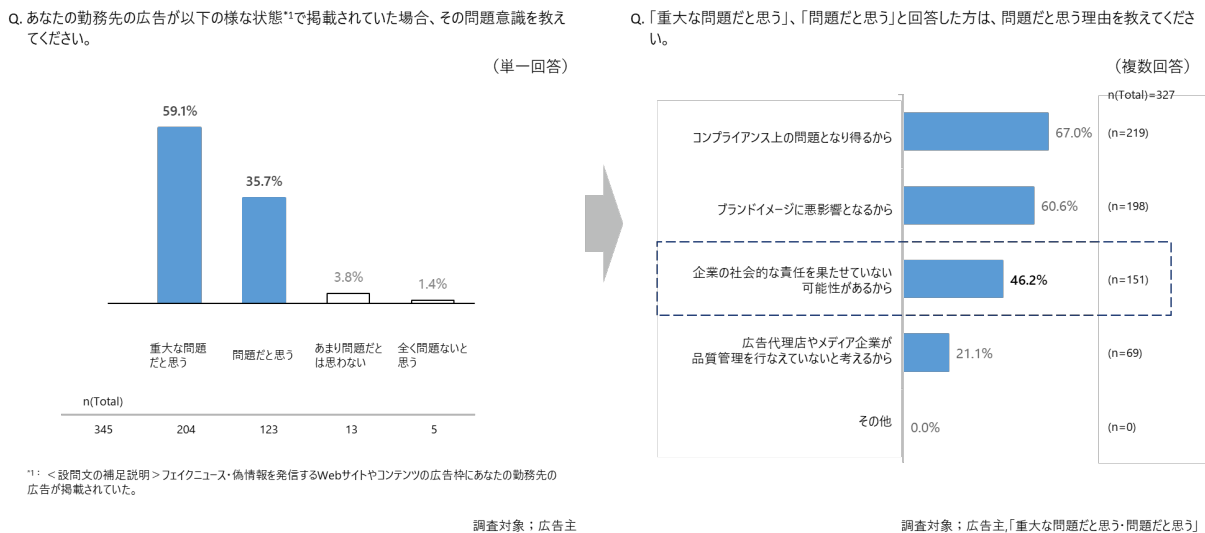 Q. あなたの勤務先の広告が以下の様な状態*1で掲載されていた場合、その問題意識を教え
てください。
（単一回答）
59.1%
35.7%
3.8%
1.4%
重大な問題
だと思う
問題だと思う
あまり問題だと
は思わない
全く問題ないと
思う
n(Total)
345 204 123 13 5
*1： ＜設問文の補足説明＞フェイクニュース・偽情報を発信するWebサイトやコンテンツの広告枠にあなたの勤務先の
広告が掲載されていた。
調査対象；広告主
Q. 「重大な問題だと思う」、「問題だと思う」と回答した方は、問題だと思う理由を教えてくださ
い。
（複数回答）
n(Total)=327
コンプライアンス上の問題となり得るから 67.0% (n=219)
ブランドイメージに悪影響となるから 60.6% (n=198)
企業の社会的な責任を果たせていない
可能性があるから
46.2% (n=151)
広告代理店やメディア企業が
品質管理を行なえていないと考えるから
21.1% (n=69)
その他 0.0% (n=0)
調査対象；広告主,「重大な問題だと思う・問題だと思う」